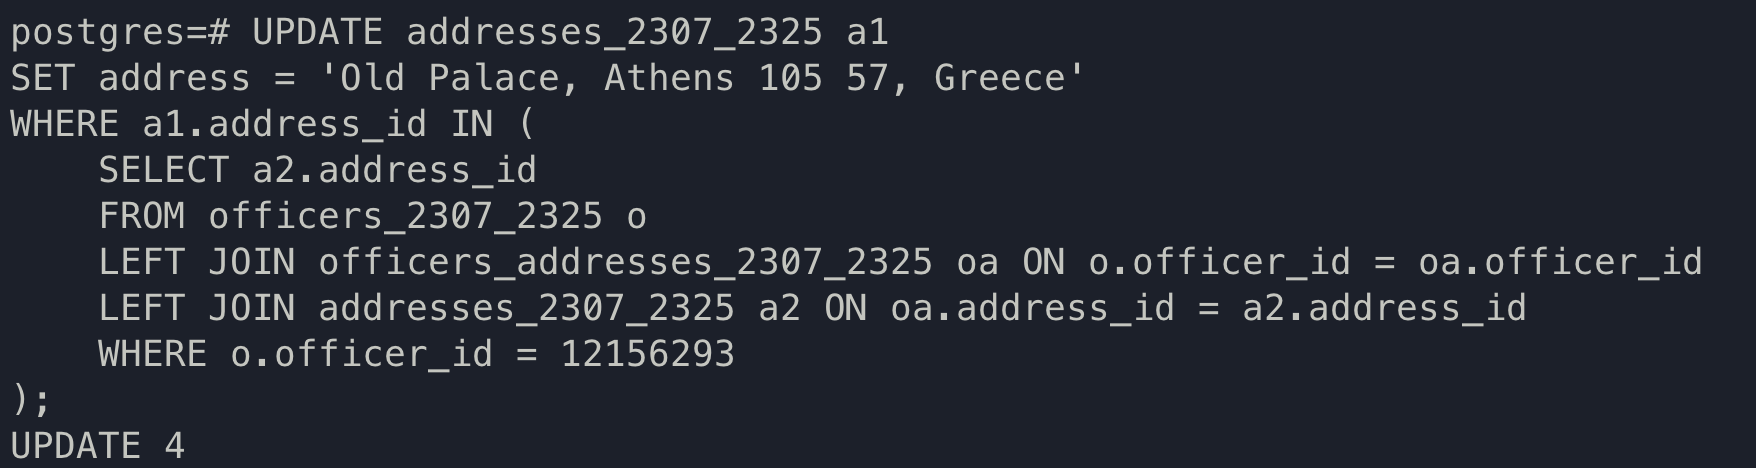 postgres=# UPDATE addresses_2307_2325 a1
SET address = 'Old Palace, Athens 105 57, Greece'
WHERE a1.address_id IN (
    SELECT a2.address_id
    FROM officers_2307_2325 o
    LEFT JOIN officers_addresses_2307_2325 oa ON o.officer_id = oa.officer_id
    LEFT JOIN addresses_2307_2325 a2 ON oa.address_id = a2.address_id
    WHERE o.officer_id = 12156293
);
UPDATE 4